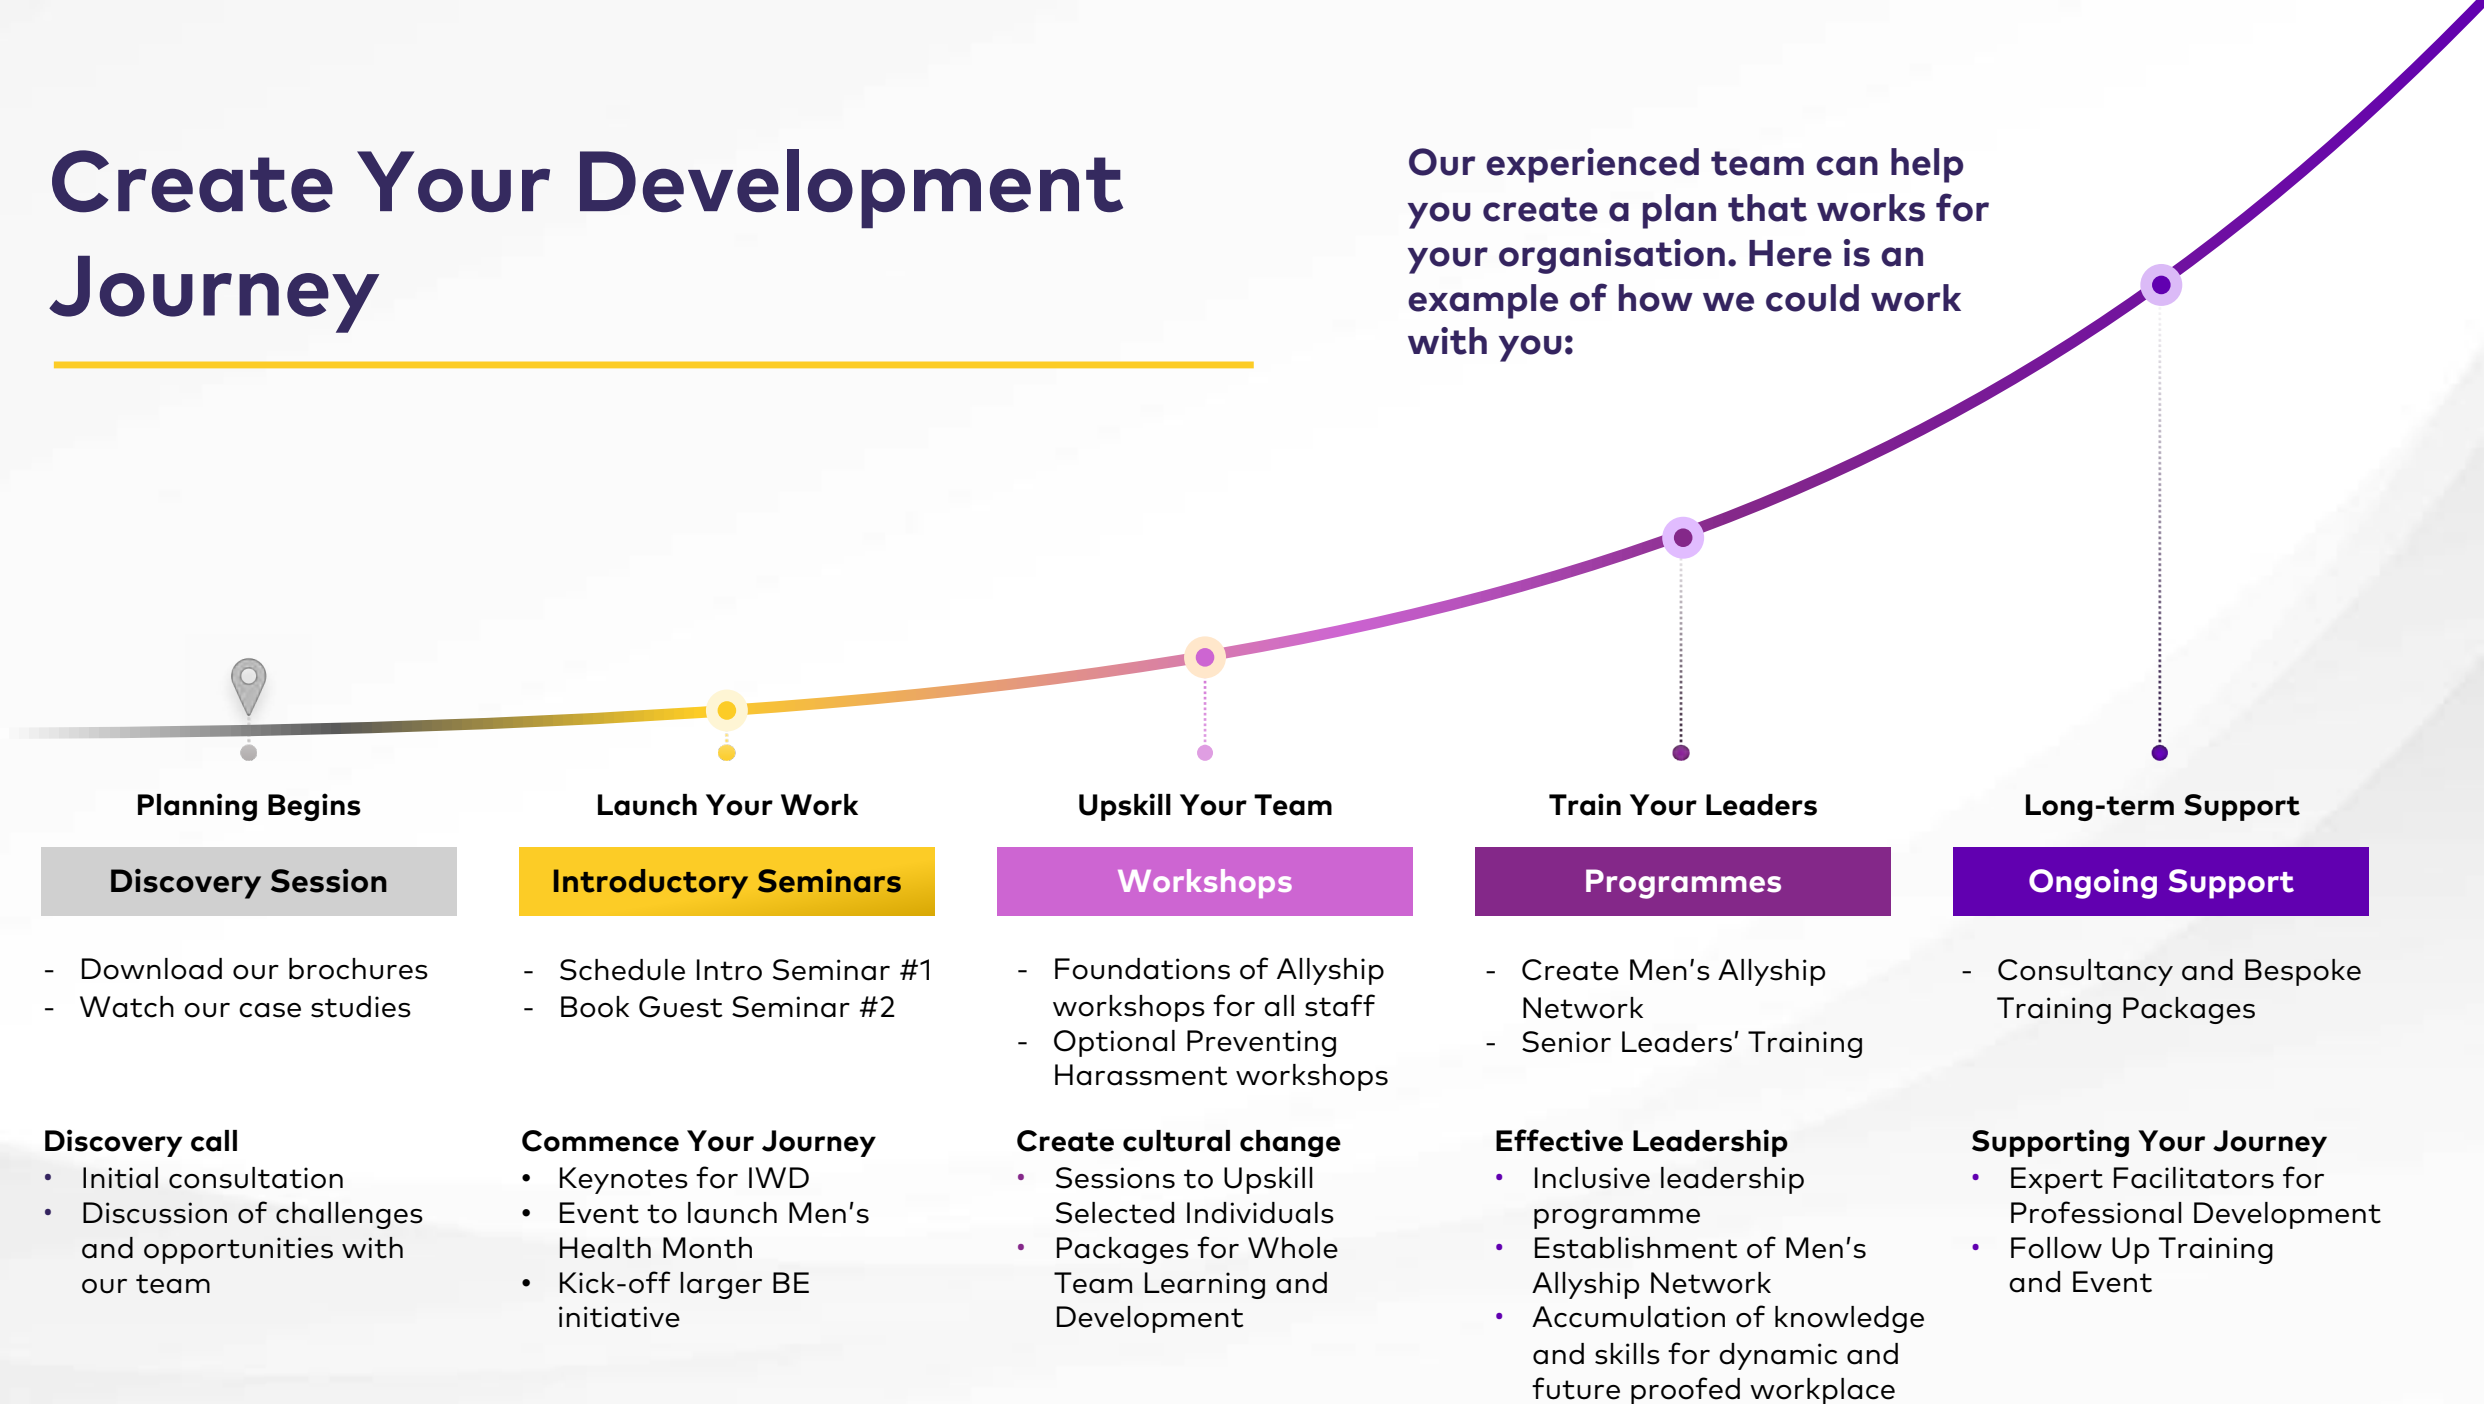 Create Your Development
Journey
Our experienced team can help
you create a plan that works for
your organisation. Here is an
example of how we could work
with you:
Planning Begins
Discovery Session
- Download our brochures
- Watch our case studies
Discovery call
• Initial consultation
• Discussion of challenges
and opportunities with
our team
Launch Your Work
Introductory Seminars
- Schedule Intro Seminar #1
- Book Guest Seminar #2
Commence Your Journey
• Keynotes for IWD
• Event to launch Men's
Health Month
• Kick-off larger BE
initiative
Upskill Your Team
Workshops
- Foundations of Allyship
workshops for all staff
- Optional Preventing
Harassment workshops
Create cultural change
• Sessions to Upskill
Selected Individuals
• Packages for Whole
Team Learning and
Development
Train Your Leaders
Programmes
- Create Men's Allyship
Network
- Senior Leaders' Training
Effective Leadership
• Inclusive leadership
programme
• Establishment of Men's
Allyship Network
• Accumulation of knowledge
and skills for dynamic and
future proofed workplace
Long-term Support
Ongoing Support
- Consultancy and Bespoke
Training Packages
Supporting Your Journey
• Expert Facilitators for
Professional Development
• Follow Up Training
and Event